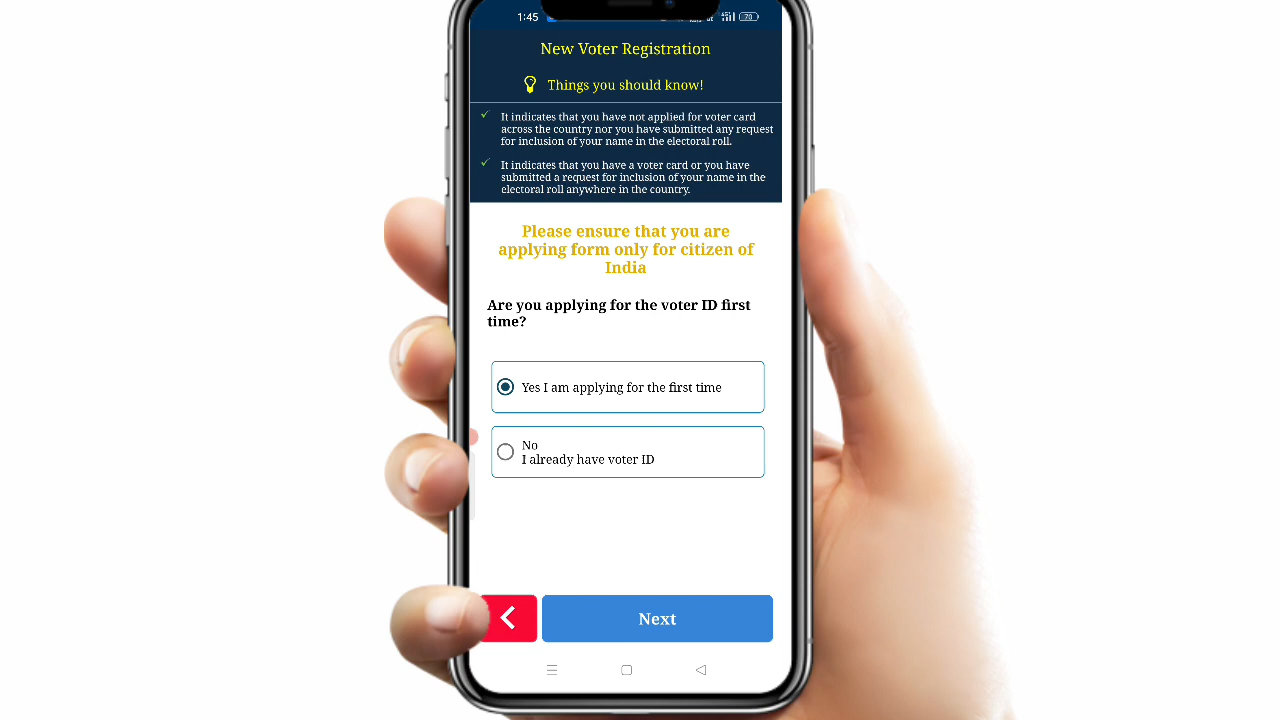 1:45
70
New Voter Registration
Things you should know!
It indicates that you have not applied for voter card
across the country nor you have submitted any request
for inclusion of your name in the electoral roll.
It indicates that you have a voter card or you have
submitted a request for inclusion of your name in the
electoral roll anywhere in the country.
Please ensure that you are
applying form only for citizen of
India
Are you applying for the voter ID first
time?
Yes I am applying for the first time
No
I already have voter ID
Next